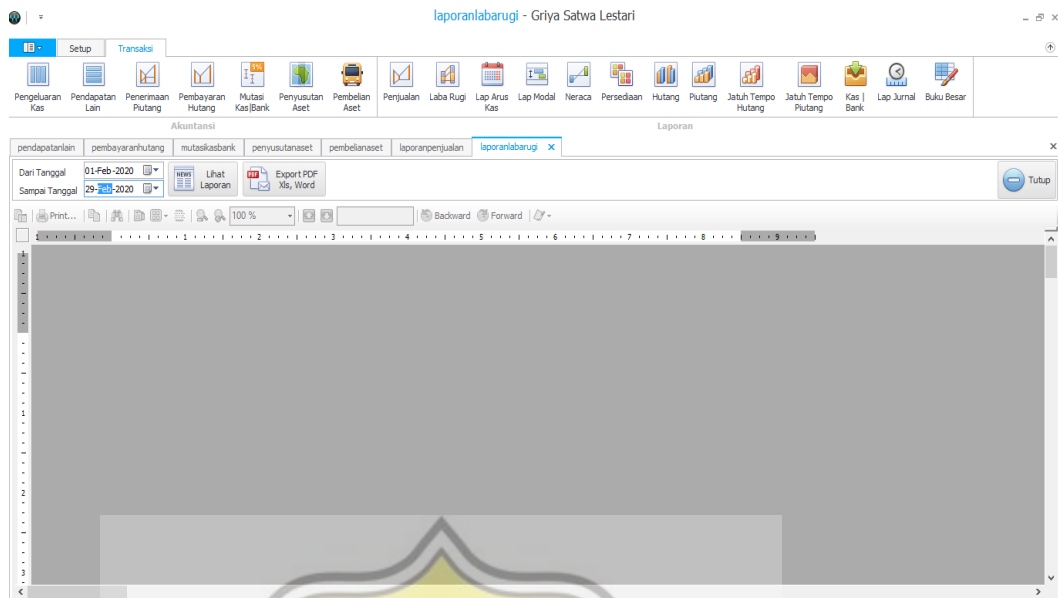 laporanlabarugi - Griya Satwa Lestari
Setup Transaksi
Pengeluaran Kas
Pendapatan Lain
Penerimaan Piutang
Pembayaran Hutang
1%
Mutasi Kas|Bank
Penyusutan Aset
Pembelian Aset
Penjualan
Laba Rugi
Lap Arus Kas
Lap Modal
Neraca
Persediaan
Hutang
Piutang
Jatuh Tempo Hutang
Jatuh Tempo Piutang
Kas | Bank
Lap Jurnal
Buku Besar
Akuntansi Laporan
pendapatanlain pembayaranhutang mutasikasbank penyusutanaset pembelianaset laporanpenjualan laporanlabarugi X
Dari Tanggal 01-Feb-2020
Sampai Tanggal 29-Feb-2020
NEWS
Lihat Laporan
PDF
Export PDF
Xls, Word
Tutup
Print... 100 % Backward Forward
1 1 2 3 4 5 6 7 8 9
1
1
2
3